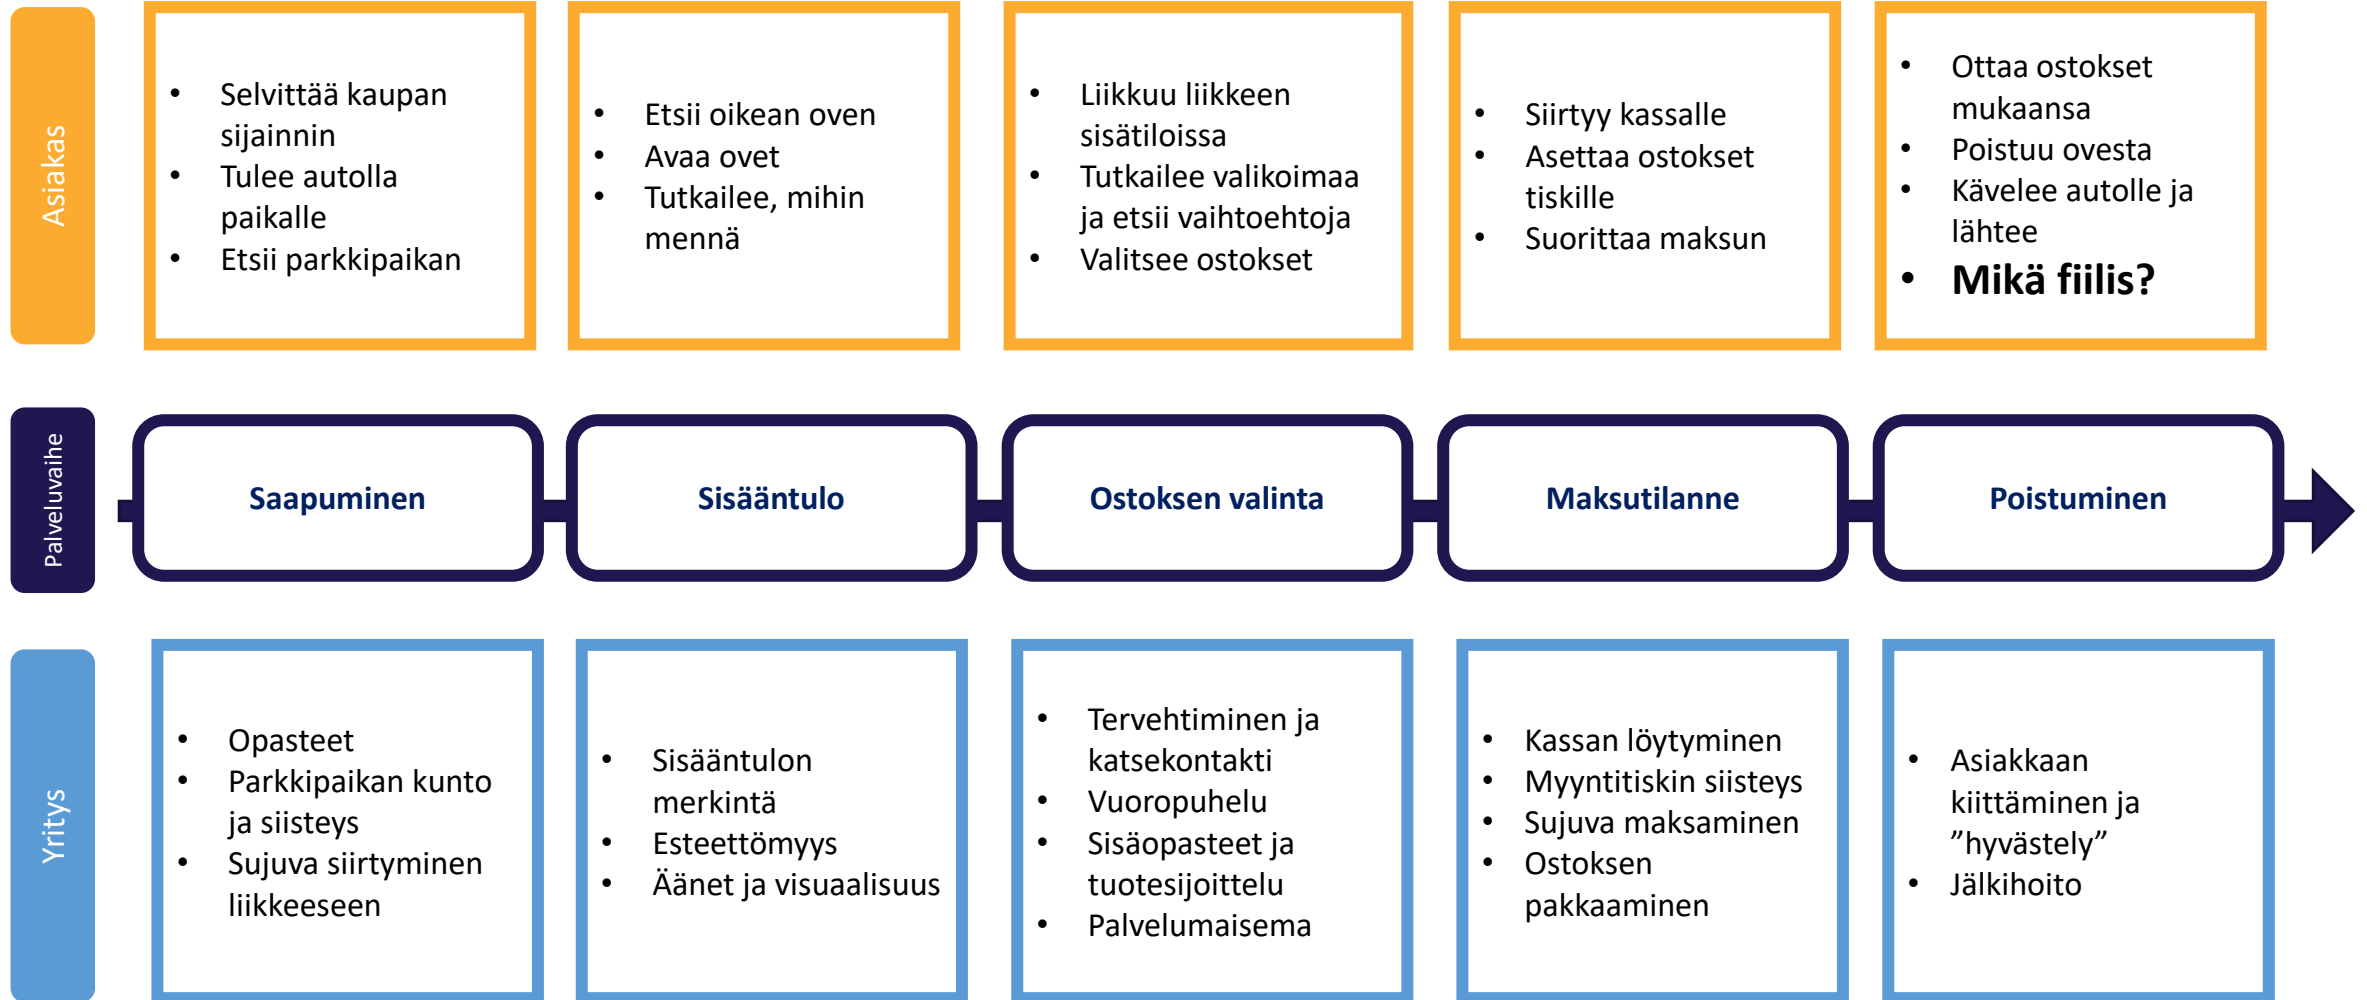 Asiakas
• Selvittää kaupan
sijainnin
• Tulee autolla
paikalle
• Etsii parkkipaikan
• Etsii oikean oven
• Avaa ovet
• Tutkailee, mihin
mennä
• Liikkuu liikkeen
sisätiloissa
• Tutkailee valikoimaa
ja etsii vaihtoehtoja
• Valitsee ostokset
• Siirtyy kassalle
• Asettaa ostokset
tiskille
• Suorittaa maksun
• Ottaa ostokset
mukaansa
• Poistuu ovesta
• Kävelee autolle ja
lähtee
• Mikä fiilis?
Palveluvaihe
Saapuminen
Sisääntulo
Ostoksen valinta
Maksutilanne
Poistuminen
Yritys
• Opasteet
• Parkkipaikan kunto
ja siisteys
• Sujuva siirtyminen
liikkeeseen
• Sisääntulon
merkintä
• Esteettömyys
• Äänet ja visuaalisuus
• Tervehtiminen ja
katsekontakti
• Vuoropuhelu
• Sisäopasteet ja
tuotesijoittelu
• Palvelumaisema
• Kassan löytyminen
• Myyntitiskin siisteys
• Sujuva maksaminen
• Ostoksen
pakkaaminen
• Asiakkaan
kiittäminen ja
”hyvästely”
• Jälkihoito